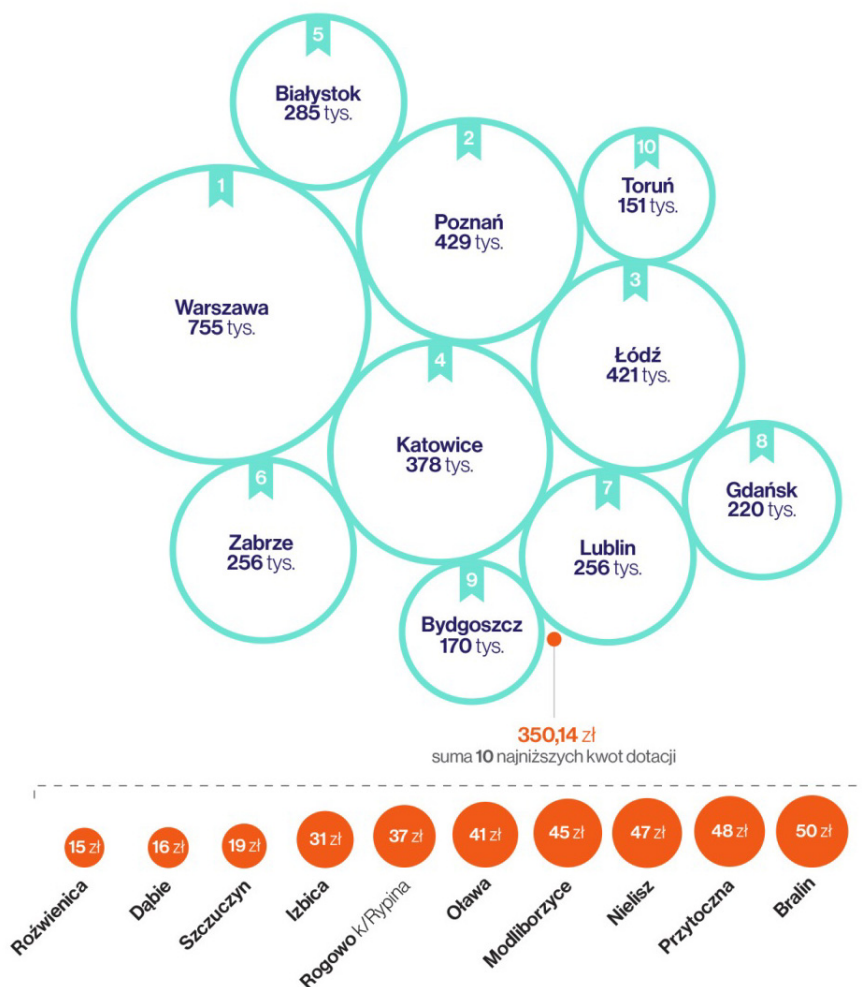 5
Białystok
285 tys.
2
Poznań
429 tys.
10
Toruń
151 tys.
1
Warszawa
755 tys.
3
Łódź
421 tys.
4
Katowice
378 tys.
8
Gdańsk
220 tys.
6
Zabrze
256 tys.
7
Lublin
256 tys.
9
Bydgoszcz
170 tys.
350,14 zł
suma 10 najniższych kwot dotacji
15 zł
16 zł
19 zł
31 zł
37 zł
41 zł
45 zł
47 zł
48 zł
50 zł
Roźwienica
Dąbie
Szczuczyn
Izbica
Rogowo k/Rypina
Oława
Modliborzyce
Nielisz
Przytoczna
Bralin